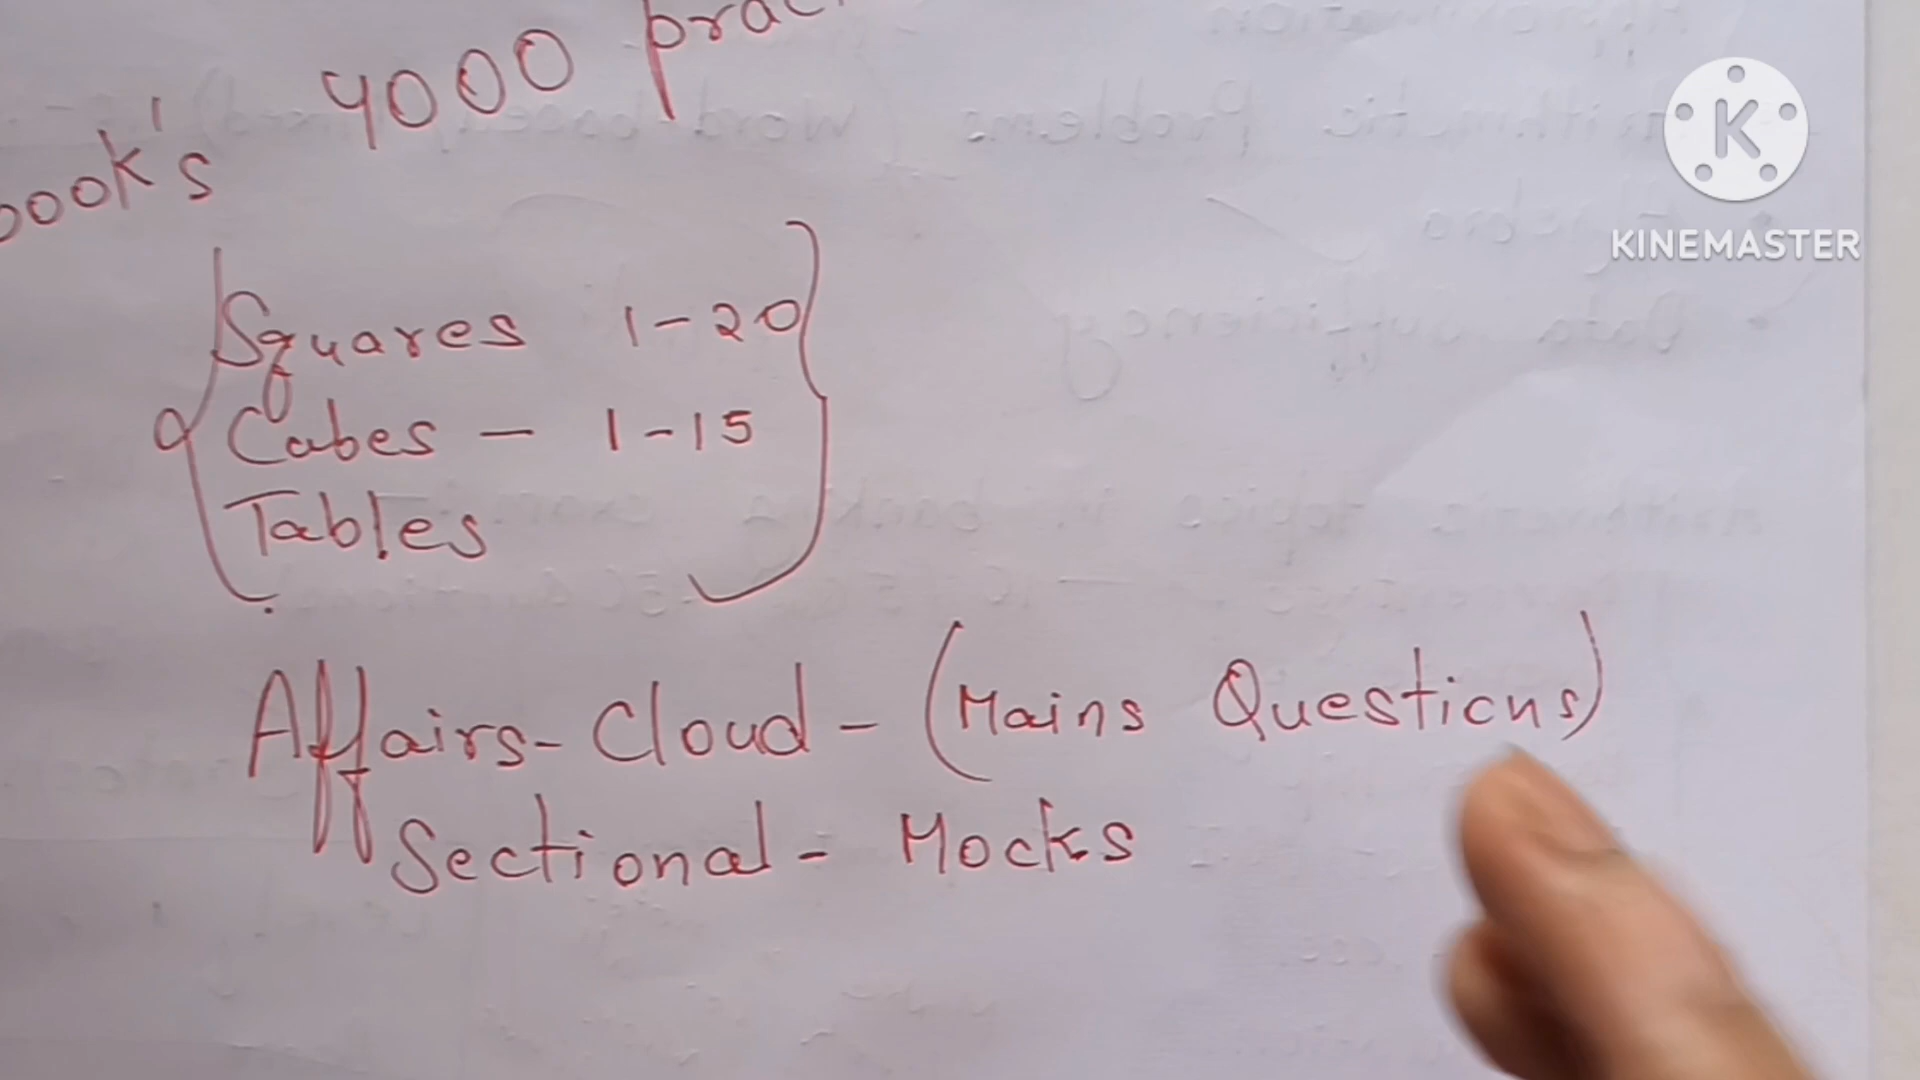 book's 4000 prac
Squares 1-20
Cubes - 1-15
Tables
Affairs-Cloud - (Mains Questions)
Sectional - Mocks
K
KINEMASTER